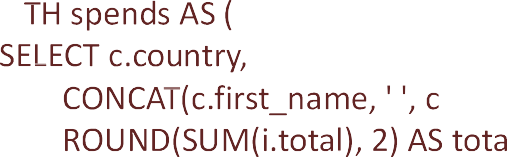 TH spends AS (
SELECT c.country,
CONCAT(c.first_name, ' ', c
ROUND(SUM(i.total), 2) AS tota